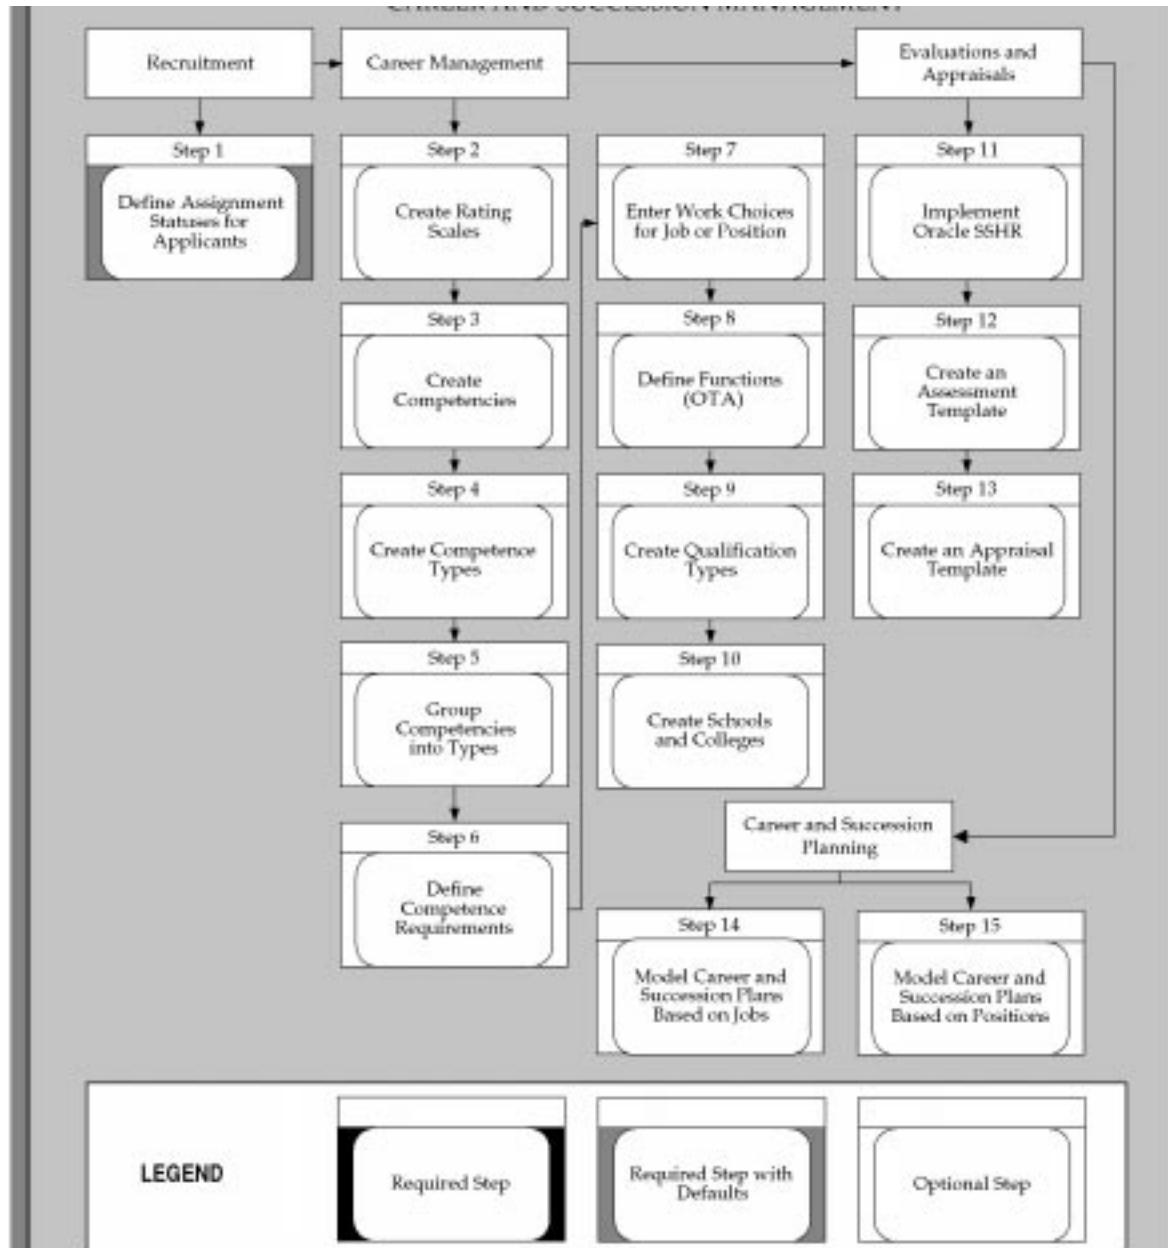 CAREER AND SUCCESSION MANAGEMENT
Recruitment
Career Management
Evaluations and
Appraisals
Step 1
Define Assignment
Statuses for
Applicants
Step 2
Create Rating
Scales
Step 3
Create
Competencies
Step 4
Create Competence
Types
Step 5
Group
Competencies
into Types
Step 6
Define
Competence
Requirements
Step 7
Enter Work Choices
for Job or Position
Step 8
Define Functions
(OTA)
Step 9
Create Qualification
Types
Step 10
Create Schools
and Colleges
Step 11
Implement
Oracle SSHR
Step 12
Create an
Assessment
Template
Step 13
Create an Appraisal
Template
Career and Succession
Planning
Step 14
Model Career and
Succession Plans
Based on Jobs
Step 15
Model Career and
Succession Plans
Based on Positions
LEGEND
Required Step
Required Step with
Defaults
Optional Step